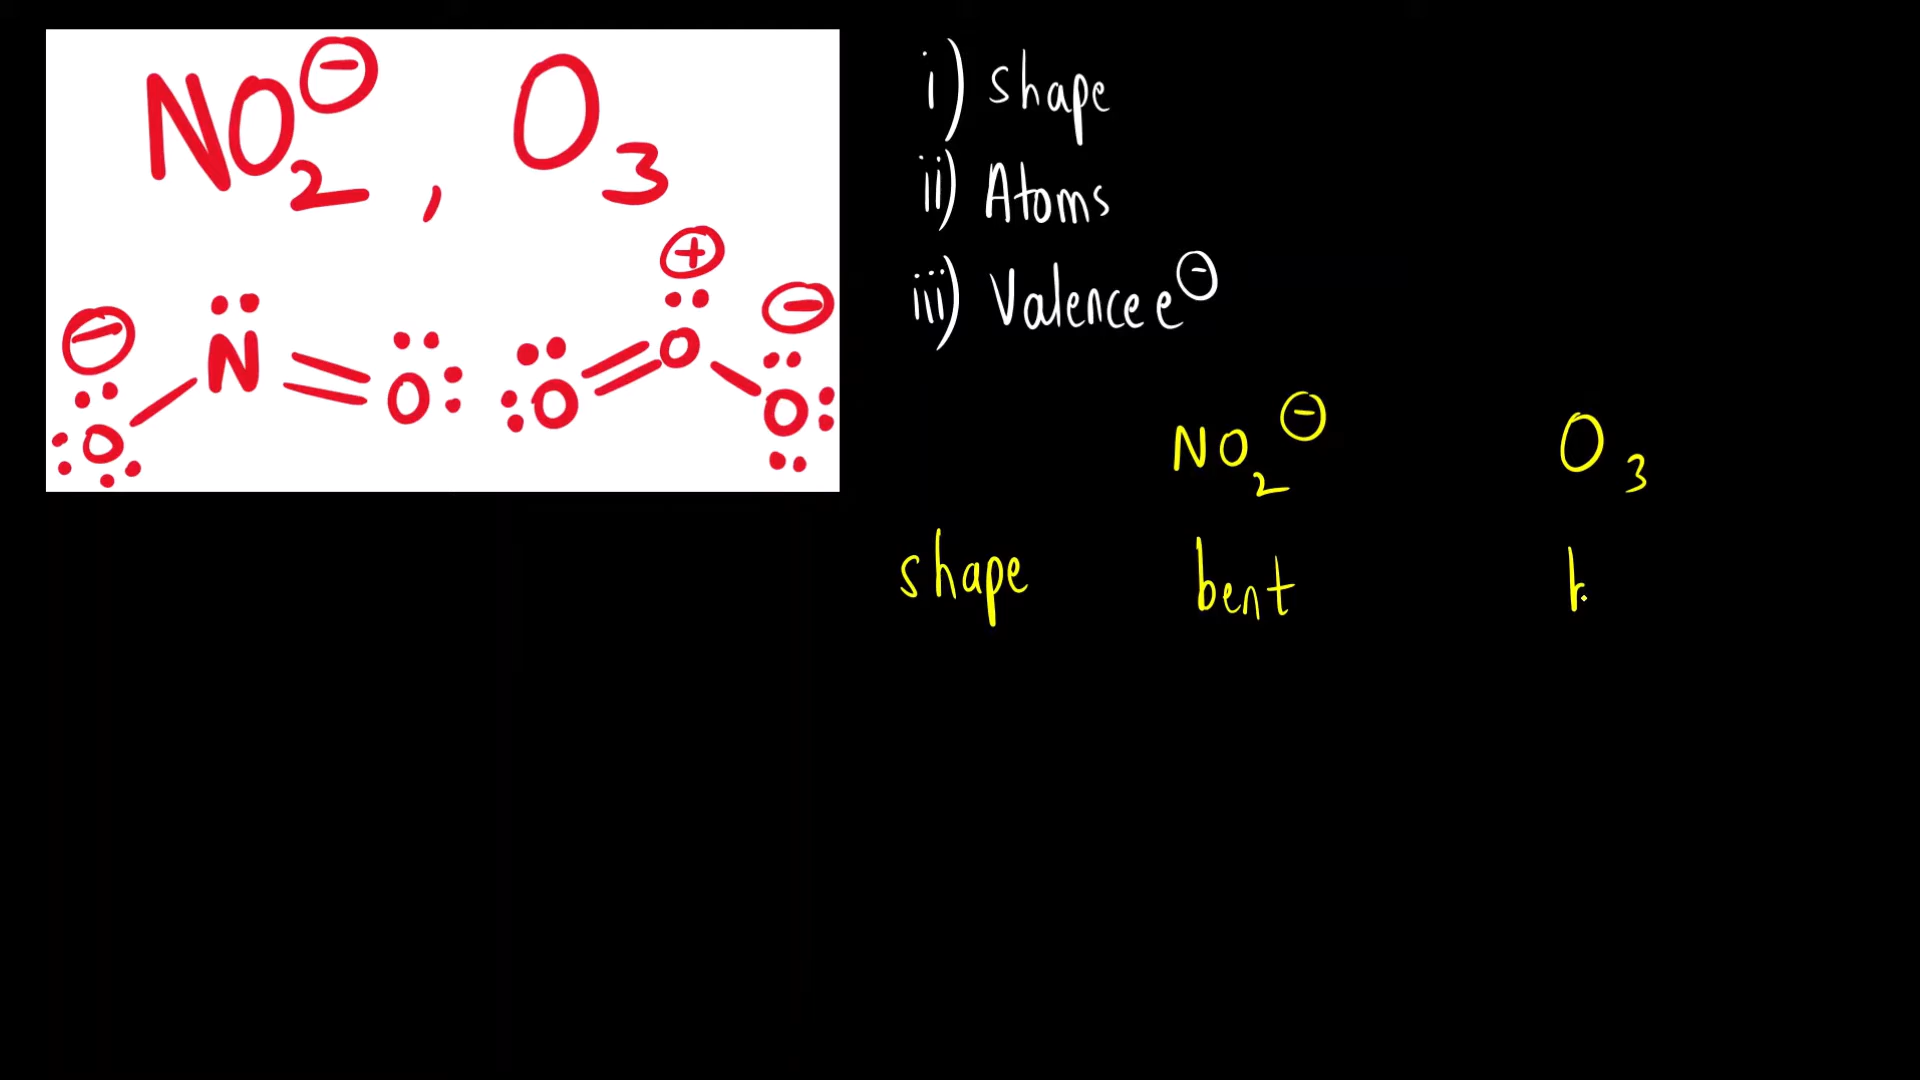 NO₂⊖, O₃
⊖ N = O
O
O = O ⊕
O ⊖
i) Shape
ii) Atoms
iii) Valence e⊖
NO₂⊖ O₃
shape bent